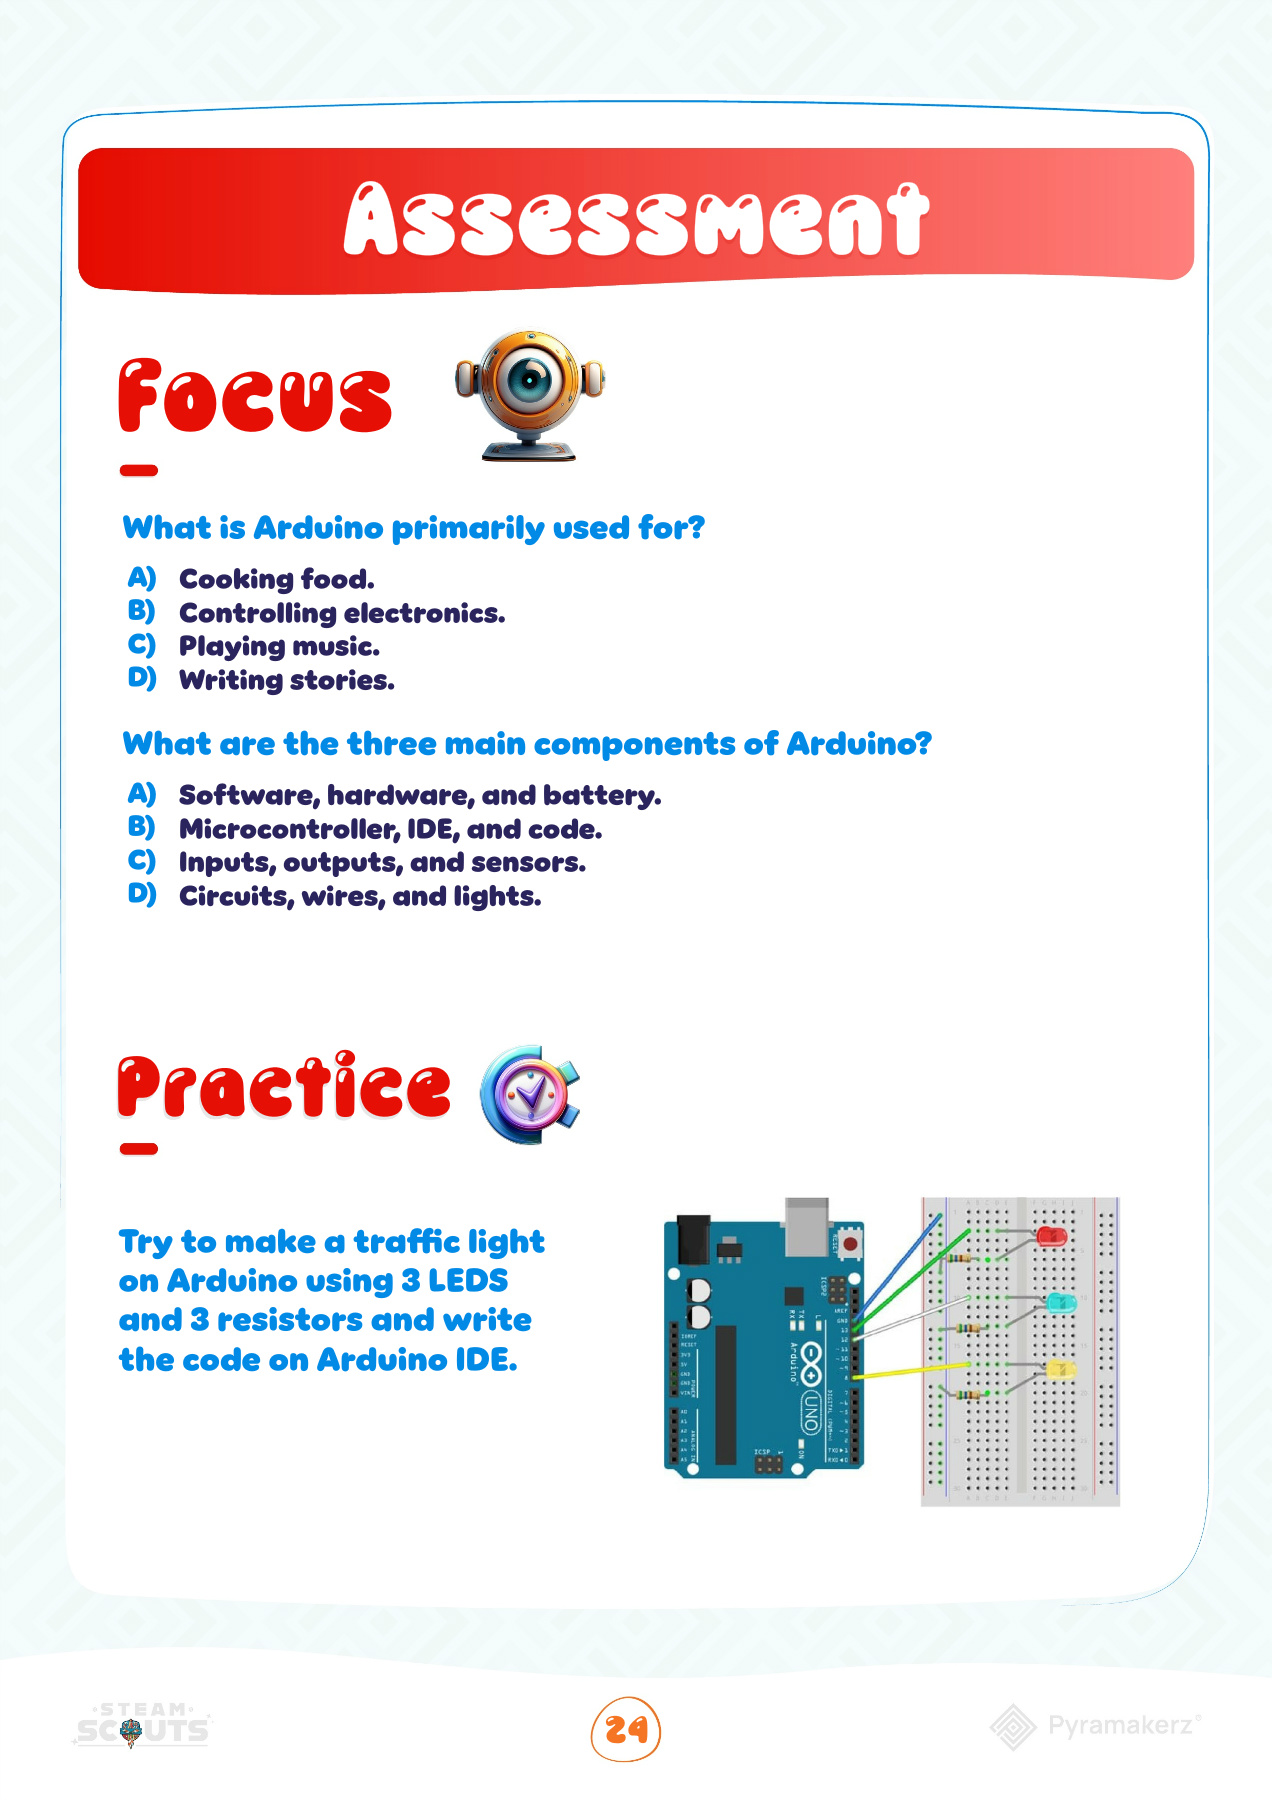 Assessment
Focus
What is Arduino primarily used for?
A) Cooking food.
B) Controlling electronics.
C) Playing music.
D) Writing stories.
What are the three main components of Arduino?
A) Software, hardware, and battery.
B) Microcontroller, IDE, and code.
C) Inputs, outputs, and sensors.
D) Circuits, wires, and lights.
Practice
Try to make a traffic light
on Arduino using 3 LEDS
and 3 resistors and write
the code on Arduino IDE.
RESET
ICSP2
Arduino
UNO
ICSP
STEAM
SCOUTS
24
Pyramakerz